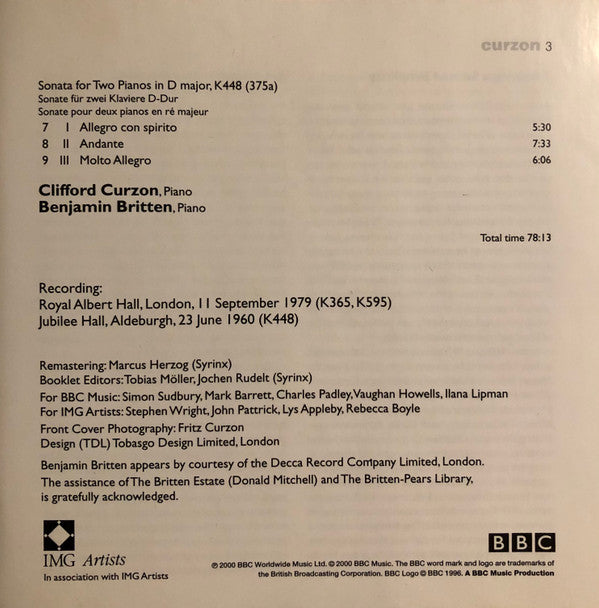 curzon 3
Sonata for Two Pianos in D major, K448 (375a)
Sonate für zwei Klaviere D-Dur
Sonate pour deux pianos en ré majeur
7 I Allegro con spirito 5:30
8 II Andante 7:33
9 III Molto Allegro 6:06
Clifford Curzon, Piano
Benjamin Britten, Piano
Total time 78:13
Recording:
Royal Albert Hall, London, 11 September 1979 (K365, K595)
Jubilee Hall, Aldeburgh, 23 June 1960 (K448)
Remastering: Marcus Herzog (Syrinx)
Booklet Editors: Tobias Möller, Jochen Rudelt (Syrinx)
For BBC Music: Simon Sudbury, Mark Barrett, Charles Padley, Vaughan Howells, Ilana Lipman
For IMG Artists: Stephen Wright, John Pattrick, Lys Appleby, Rebecca Boyle
Front Cover Photography: Fritz Curzon
Design (TDL) Tobasgo Design Limited, London
Benjamin Britten appears by courtesy of the Decca Record Company Limited, London.
The assistance of The Britten Estate (Donald Mitchell) and The Britten-Pears Library,
is gratefully acknowledged.
IMG Artists
In association with IMG Artists
BBC
℗ 2000 BBC Worldwide Music Ltd. © 2000 BBC Music. The BBC word mark and logo are trademarks of
the British Broadcasting Corporation. BBC Logo © BBC 1996. A BBC Music Production